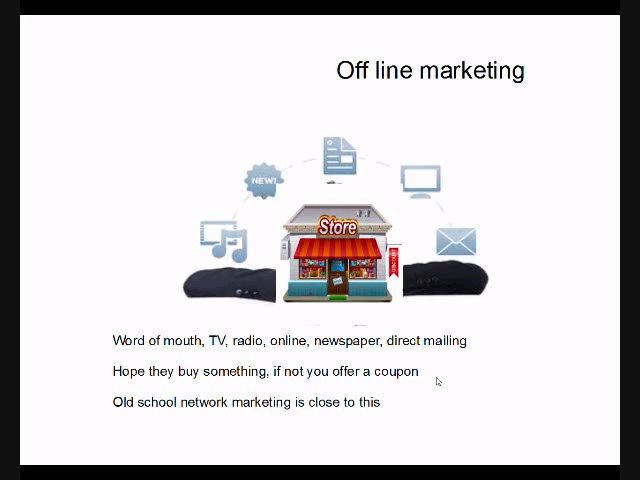 Off line marketing
NEW!
Store
Word of mouth, TV, radio, online, newspaper, direct mailing
Hope they buy something, if not you offer a coupon
Old school network marketing is close to this